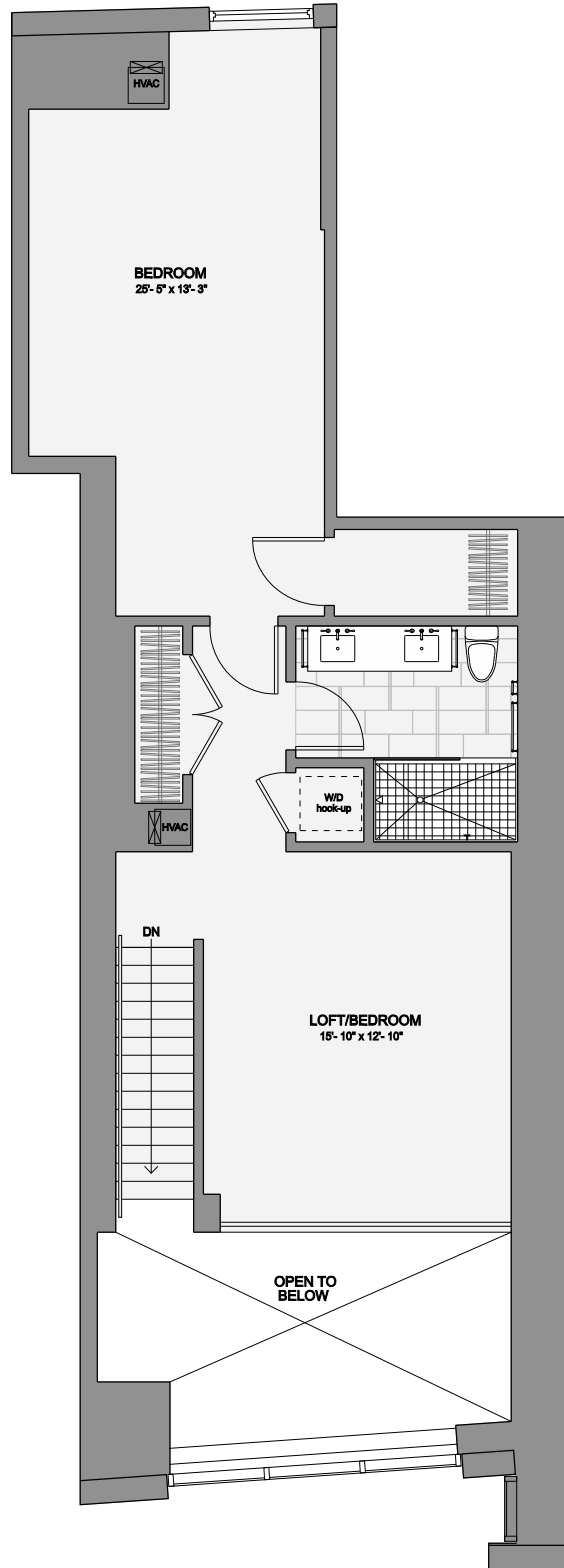 HVAC
BEDROOM
25'- 5" x 13'- 3"
W/D
hook-up
HVAC
DN
LOFT/BEDROOM
15'- 10" x 12'- 10"
OPEN TO
BELOW